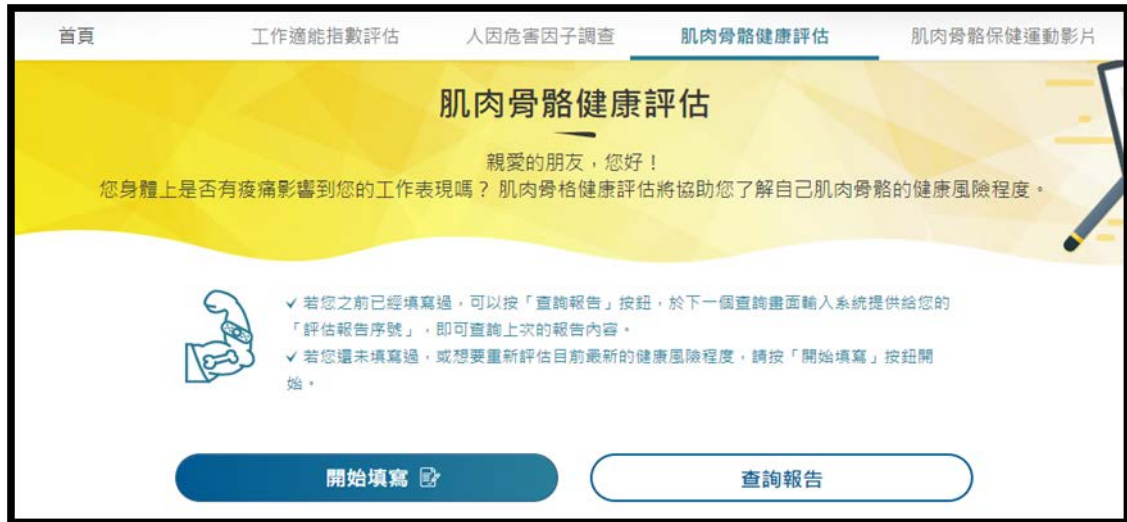 首頁 工作適能指數評估 人因危害因子調查 肌肉骨骼健康評估 肌肉骨骼保健運動影片
肌肉骨骼健康評估
親愛的朋友，您好！
您身體上是否有痠痛影響到您的工作表現嗎？ 肌肉骨格健康評估將協助您了解自己肌肉骨骼的健康風險程度。
✓ 若您之前已經填寫過，可以按「查詢報告」按鈕，於下一個查詢畫面輸入系統提供給您的
「評估報告序號」，即可查詢上次的報告內容。
✓ 若您還未填寫過，或想要重新評估目前最新的健康風險程度，請按「開始填寫」按鈕開
始。
開始填寫 查詢報告